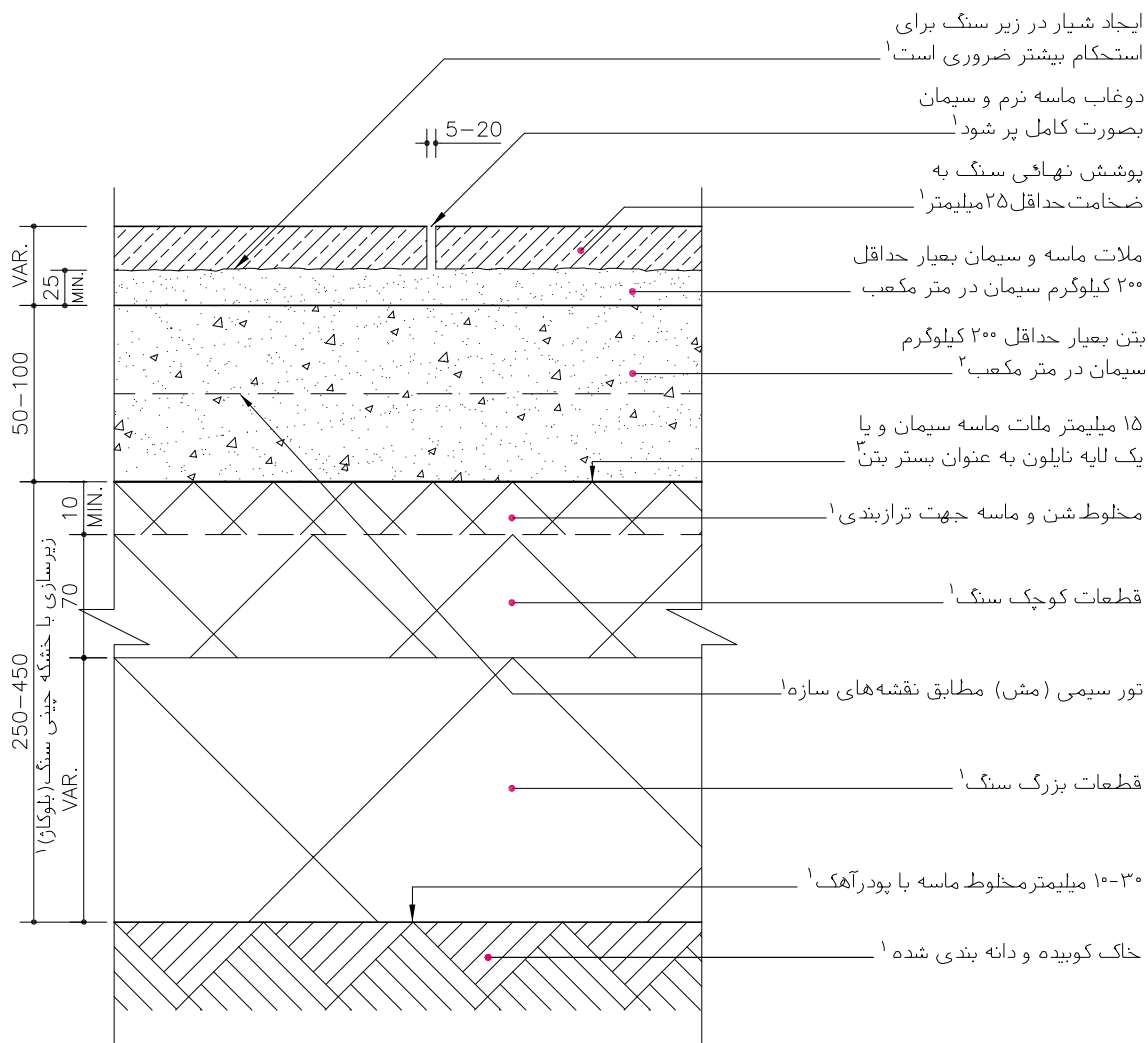 ایجاد شیار در زیر سنگ برای
استحکام بیشتر ضروری است۱
دوغاب ماسه نرم و سیمان
بصورت کامل پر شود۱
5-20
پوشش نهائی سنگ به
ضخامت حداقل ۲۵ میلیمتر۱
VAR.
25
MIN.
ملات ماسه و سیمان بعیار حداقل
۲۰۰ کیلوگرم سیمان در متر مکعب
50-100
بتن بعیار حداقل ۲۰۰ کیلوگرم
سیمان در متر مکعب۲
۱۵ میلیمتر ملات ماسه سیمان و یا
یک لایه نایلون به عنوان بستر بتن۳
10
MIN.
مخلوط شن و ماسه جهت ترازبندی۱
70
قطعات کوچک سنگ۱
250-450
زیرسازی با خشکه چینی سنگ (بلوکاژ)۱
VAR.
تور سیمی (مش) مطابق نقشه‌های سازه۱
قطعات بزرگ سنگ۱
۱۰-۳۰ میلیمتر مخلوط ماسه با پودرآهک۱
خاک کوبیده و دانه بندی شده۱